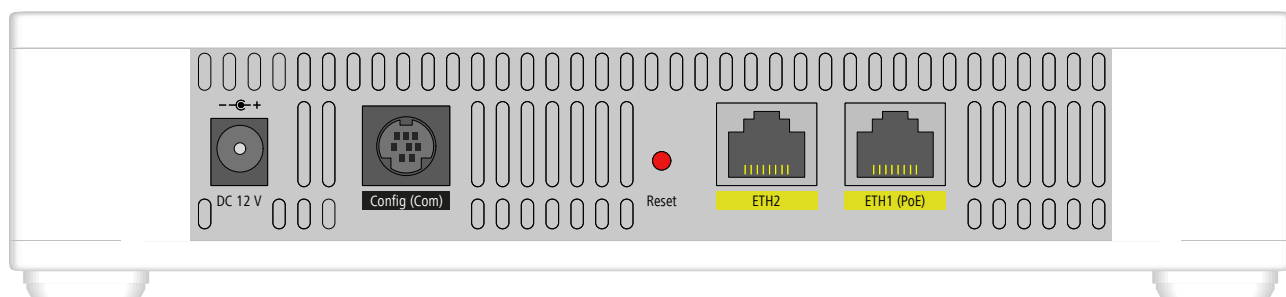 DC 12 V
Config (Com)
Reset
ETH2
ETH1 (PoE)